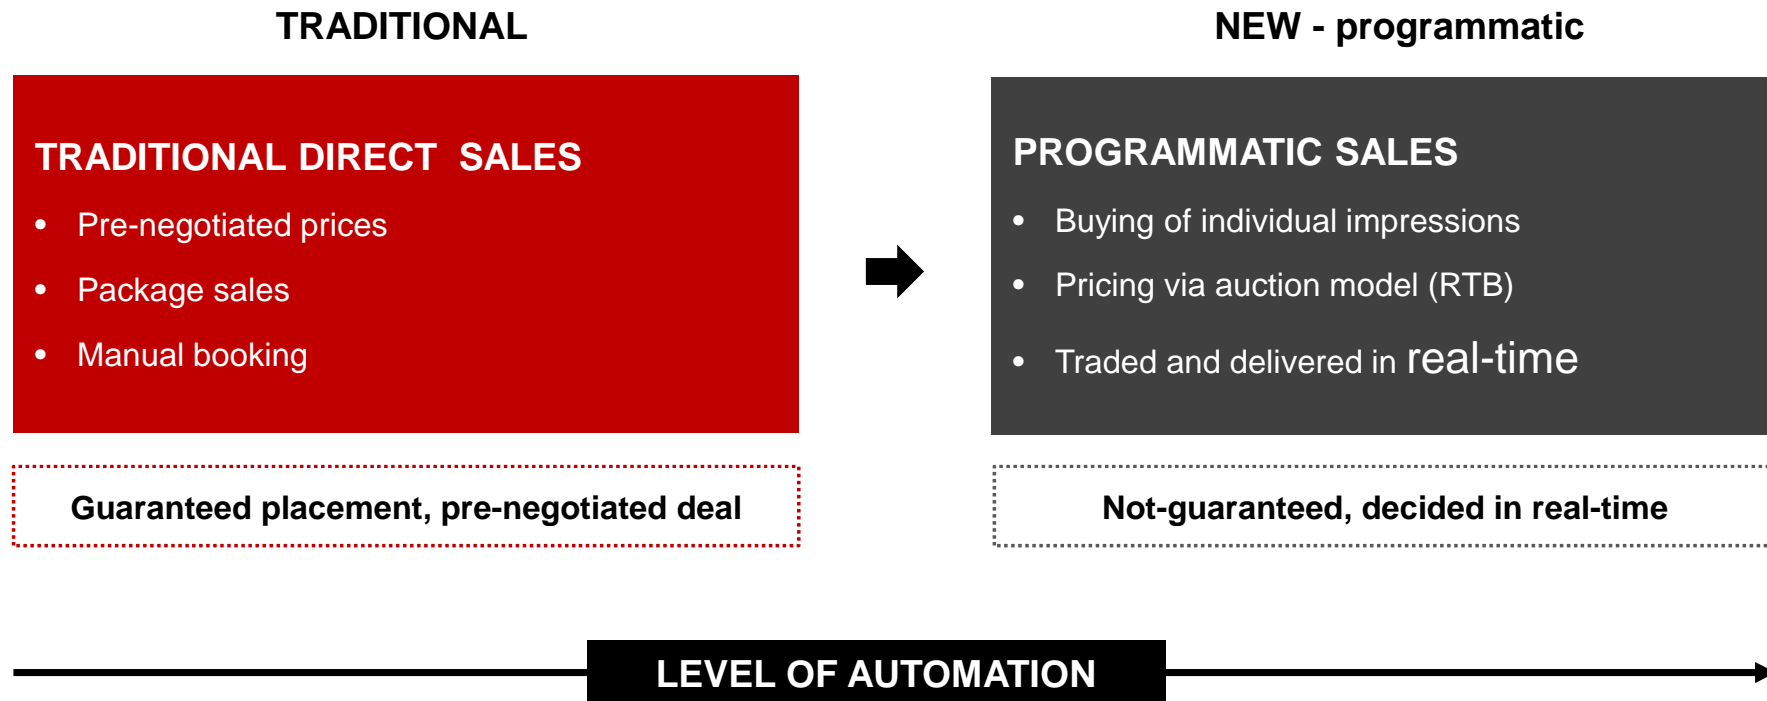 TRADITIONAL
NEW - programmatic
TRADITIONAL DIRECT SALES
• Pre-negotiated prices
• Package sales
• Manual booking
PROGRAMMATIC SALES
• Buying of individual impressions
• Pricing via auction model (RTB)
• Traded and delivered in real-time
Guaranteed placement, pre-negotiated deal
Not-guaranteed, decided in real-time
LEVEL OF AUTOMATION